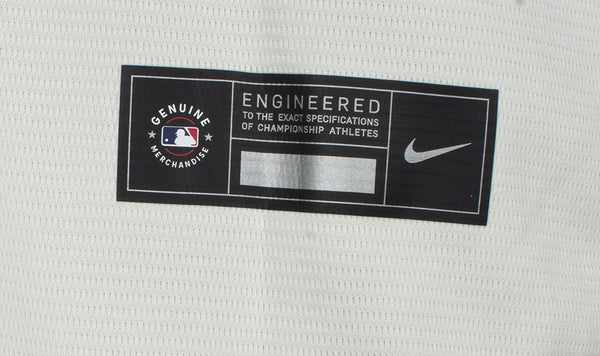 GENUINE
MERCHANDISE
ENGINEERED
TO THE EXACT SPECIFICATIONS
OF CHAMPIONSHIP ATHLETES